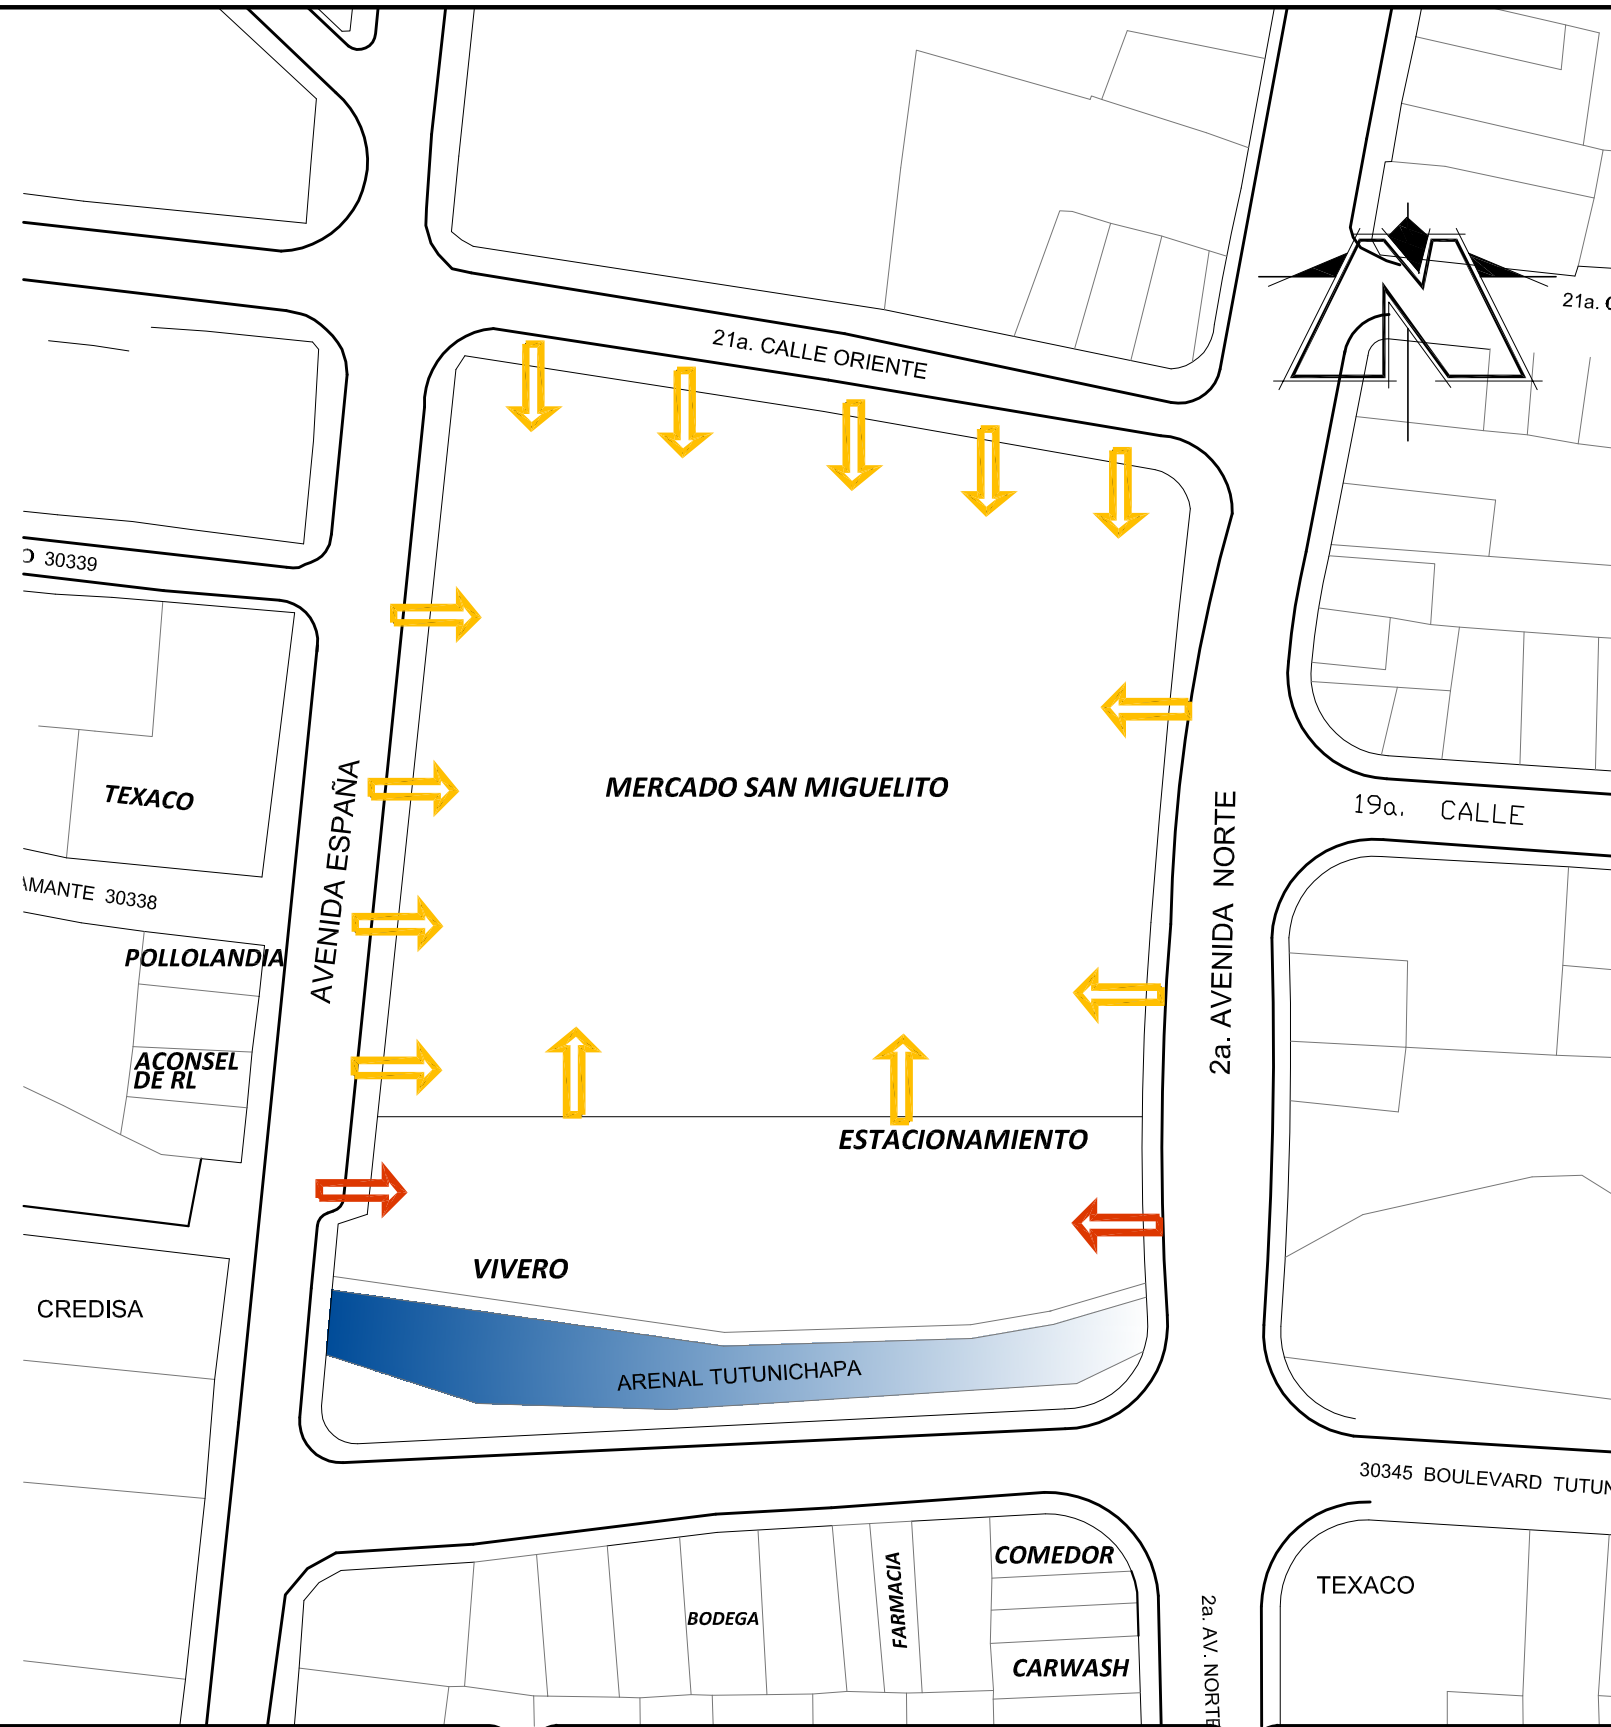 21a. CALLE ORIENTE
21a.
30339
MERCADO SAN MIGUELITO
TEXACO
AVENIDA ESPAÑA
2a. AVENIDA NORTE
19a. CALLE
30338
POLLOLANDIA
ACONSEL
DE RL
ESTACIONAMIENTO
VIVERO
CREDISA
ARENAL TUTUNICHAPA
30345 BOULEVARD
COMEDOR
FARMACIA
BODEGA
CARWASH
TEXACO
2a. AV. NORTE
N